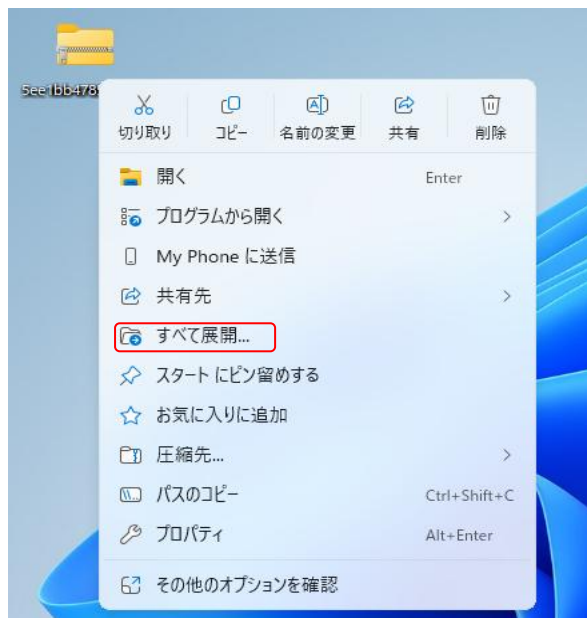 5ee1bb478
切り取り コピー 名前の変更 共有 削除
開く Enter
プログラムから開く
My Phone に送信
共有先
すべて展開...
スタート にピン留めする
お気に入りに追加
圧縮先...
パスのコピー Ctrl+Shift+C
プロパティ Alt+Enter
その他のオプションを確認